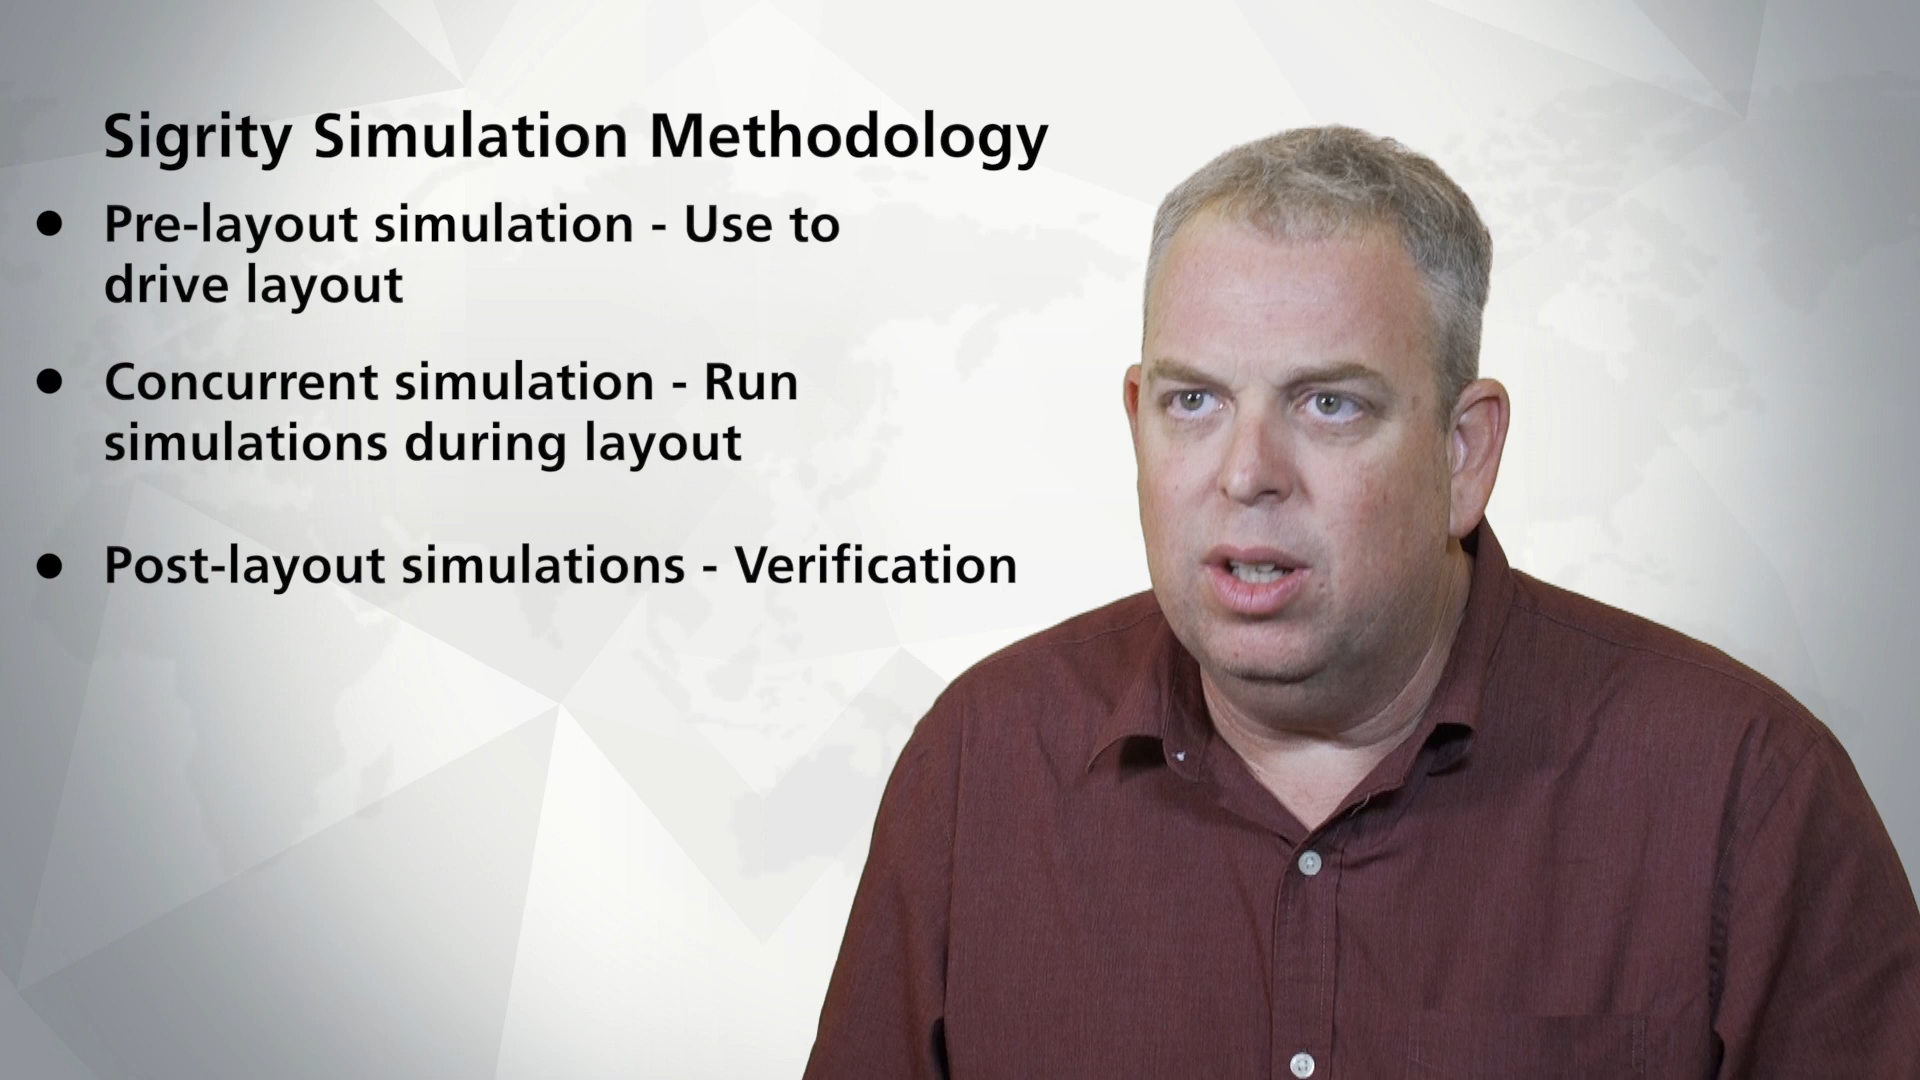 Sigrity Simulation Methodology
● Pre-layout simulation - Use to
drive layout
● Concurrent simulation - Run
simulations during layout
● Post-layout simulations - Verification